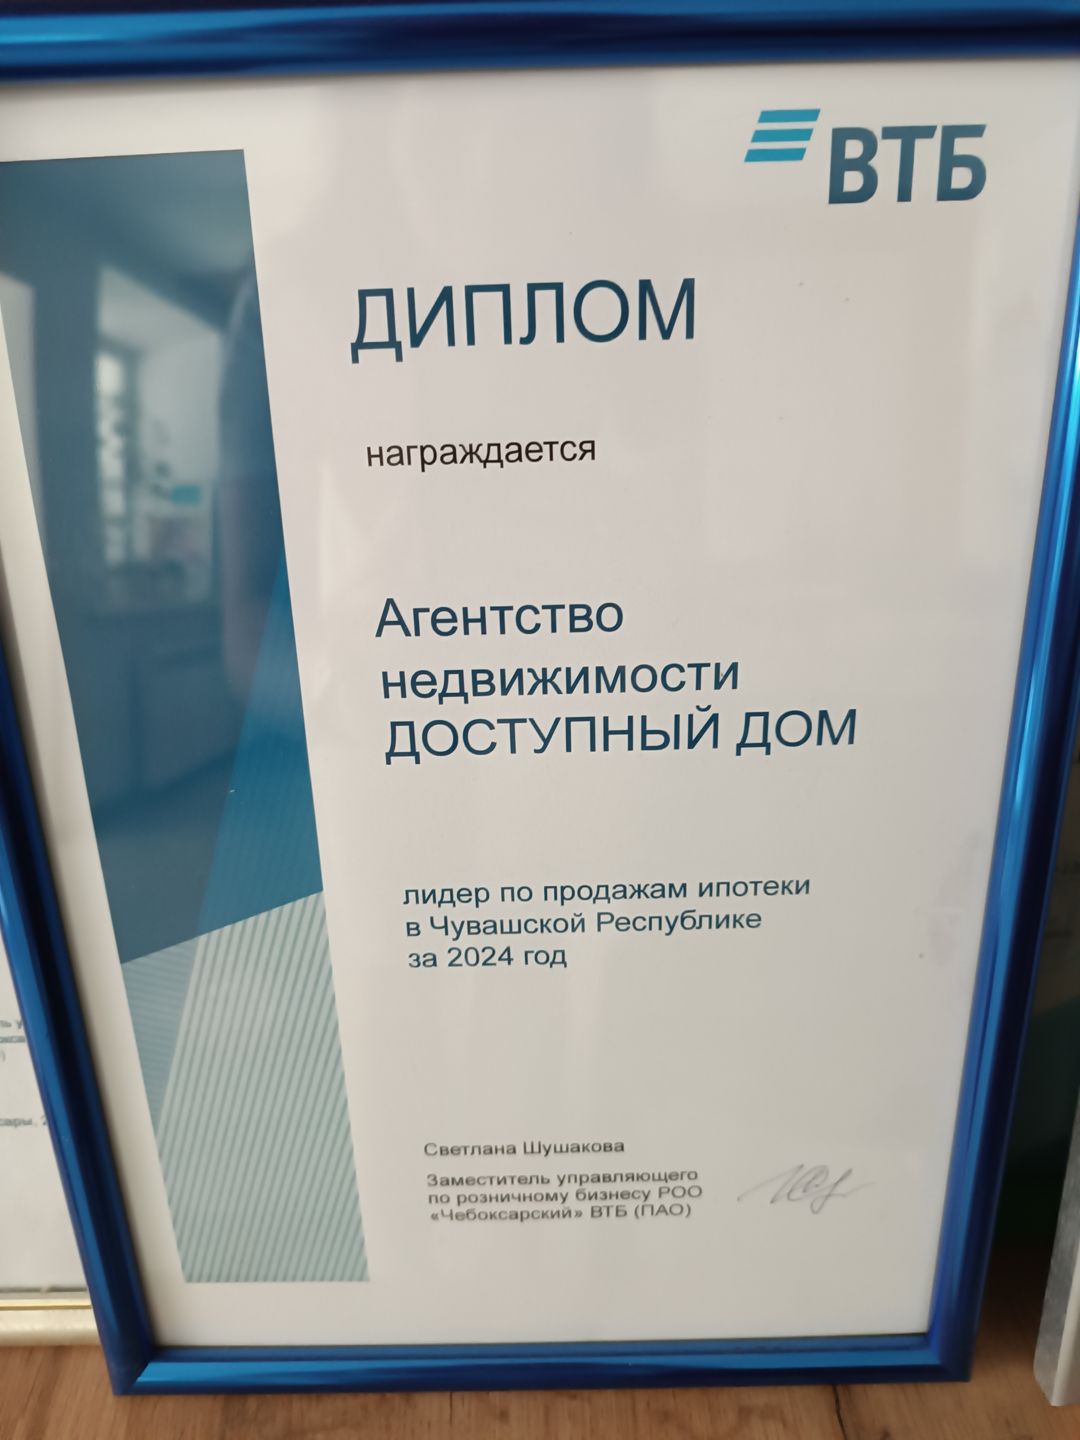 ВТБ
ДИПЛОМ
награждается
Агентство
недвижимости
ДОСТУПНЫЙ ДОМ
лидер по продажам ипотеки
в Чувашской Республике
за 2024 год
Светлана Шушакова
Заместитель управляющего
по розничному бизнесу РОО
«Чебоксарский» ВТБ (ПАО)